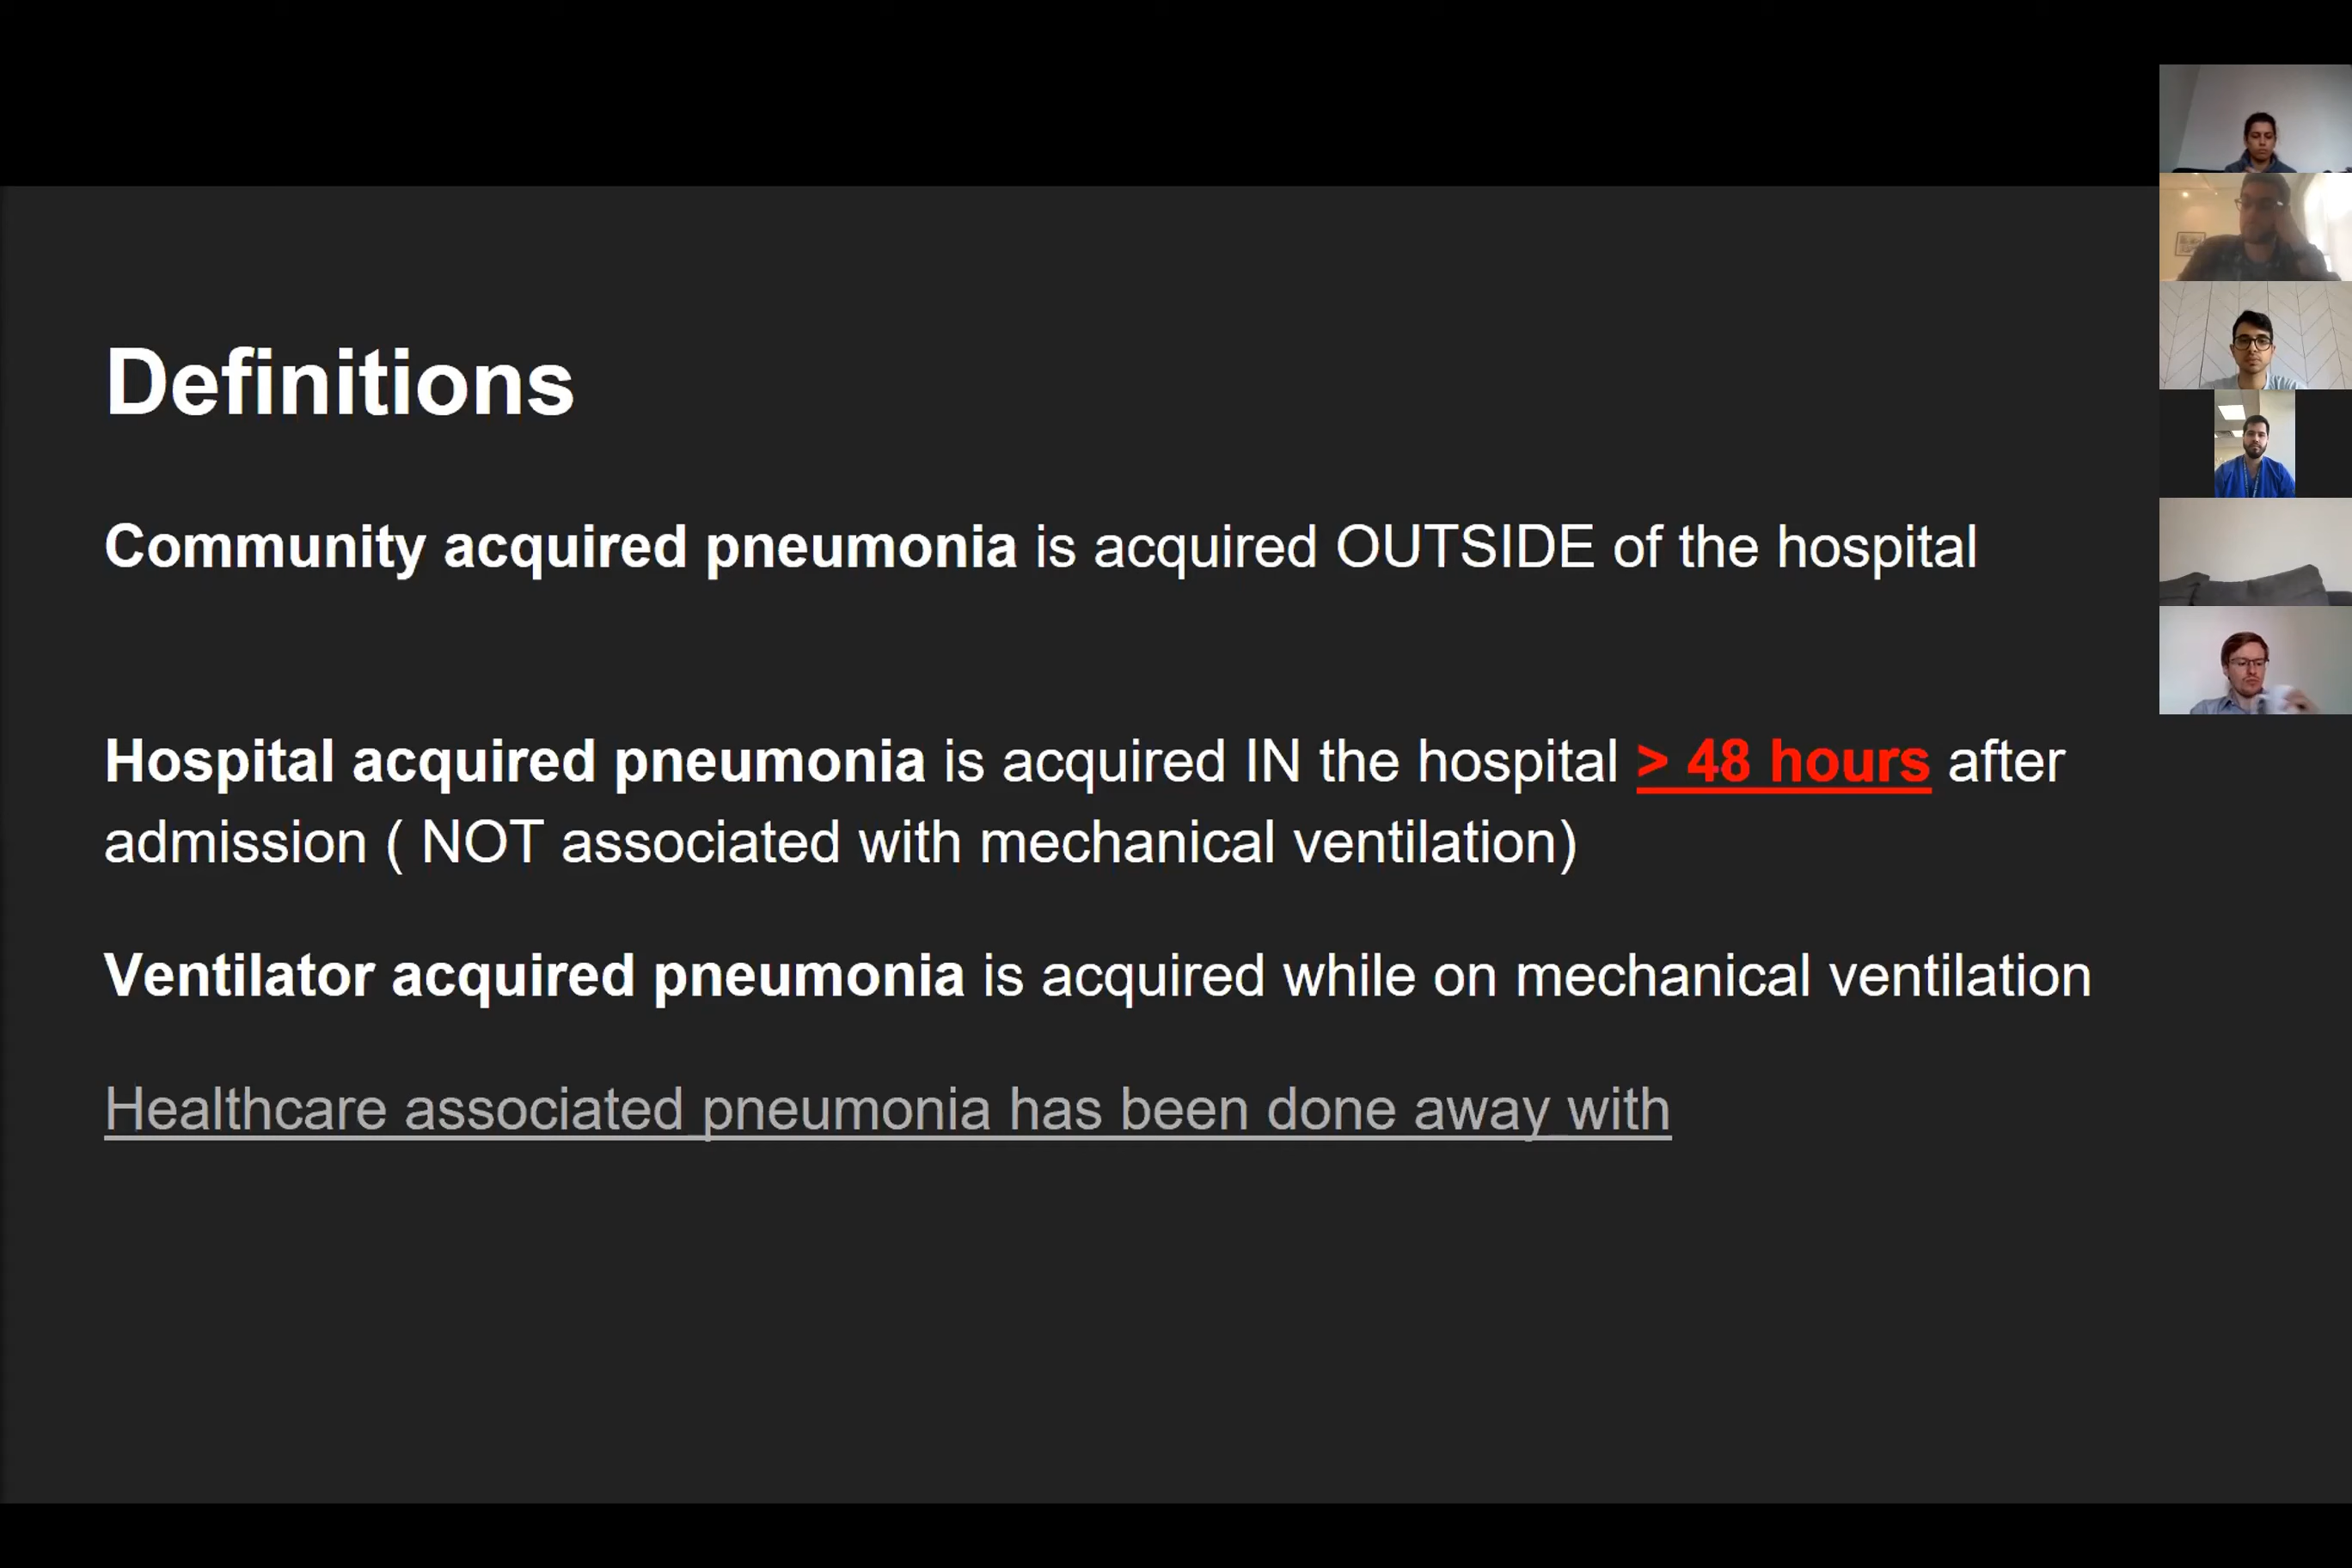 Definitions
Community acquired pneumonia is acquired OUTSIDE of the hospital
Hospital acquired pneumonia is acquired IN the hospital > 48 hours after
admission ( NOT associated with mechanical ventilation)
Ventilator acquired pneumonia is acquired while on mechanical ventilation
Healthcare associated pneumonia has been done away with